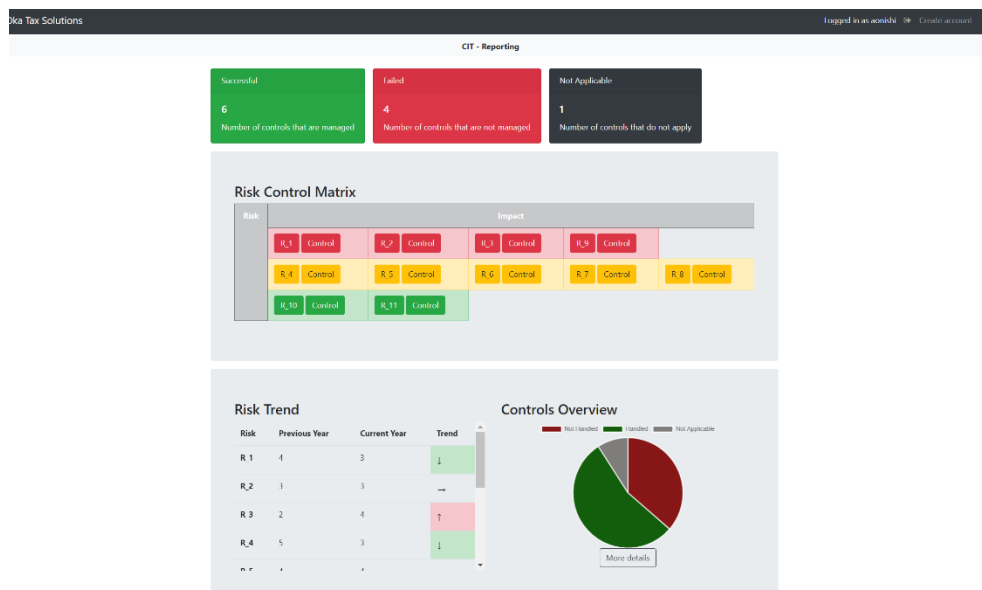 Oka Tax Solutions
Logged in as aonishi Create account
CIT - Reporting
Successful
6
Number of controls that are managed
Failed
4
Number of controls that are not managed
Not Applicable
1
Number of controls that do not apply
Risk Control Matrix
Risk Impact
R_1 Control R_2 Control R_3 Control R_9 Control
R_4 Control R_5 Control R_6 Control R_7 Control R_8 Control
R_10 Control R_11 Control
Risk Trend
Risk Previous Year Current Year Trend
R_1 4 3 ↓
R_2 3 3 →
R_3 2 4 ↑
R_4 5 3 ↓
Controls Overview
Not Handled Handled Not Applicable
More details